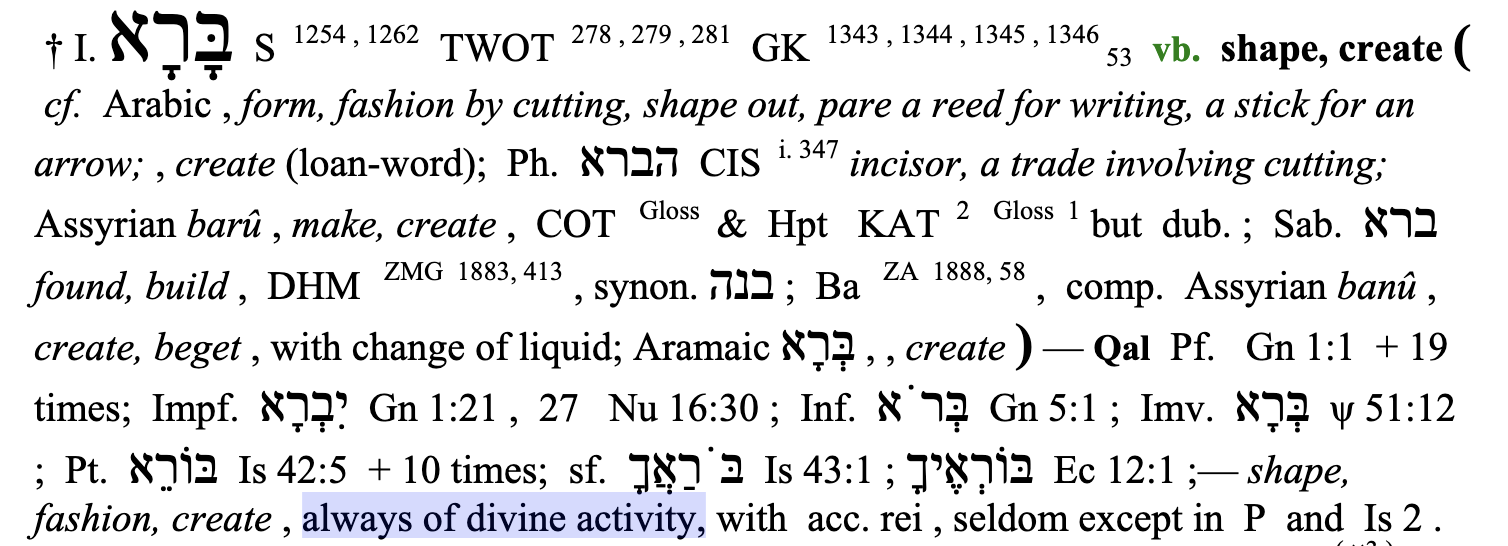 † I. בָּרָא S 1254 , 1262 TWOT 278 , 279 , 281 GK 1343 , 1344 , 1345 , 1346 53 vb. shape, create (
cf. Arabic , form, fashion by cutting, shape out, pare a reed for writing, a stick for an
arrow; , create (loan-word); Ph. הברא CIS i. 347 incisor, a trade involving cutting;
Assyrian barû , make, create , COT Gloss & Hpt KAT 2 Gloss 1 but dub. ; Sab. ברא
found, build , DHM ZMG 1883, 413 , synon. בנה ; Ba ZA 1888, 58 , comp. Assyrian banû ,
create, beget , with change of liquid; Aramaic בְּרָא , , create ) — Qal Pf. Gn 1:1 + 19
times; Impf. יִבְרָא Gn 1:21 , 27 Nu 16:30 ; Inf. בְּרֹא Gn 5:1 ; Imv. בְּרָא ψ 51:12
; Pt. בּוֹרֵא Is 42:5 + 10 times; sf. בֹּרַאֲךָ Is 43:1 ; בּוֹרְאֶיךָ Ec 12:1 ;— shape,
fashion, create , always of divine activity, with acc. rei , seldom except in P and Is 2 .